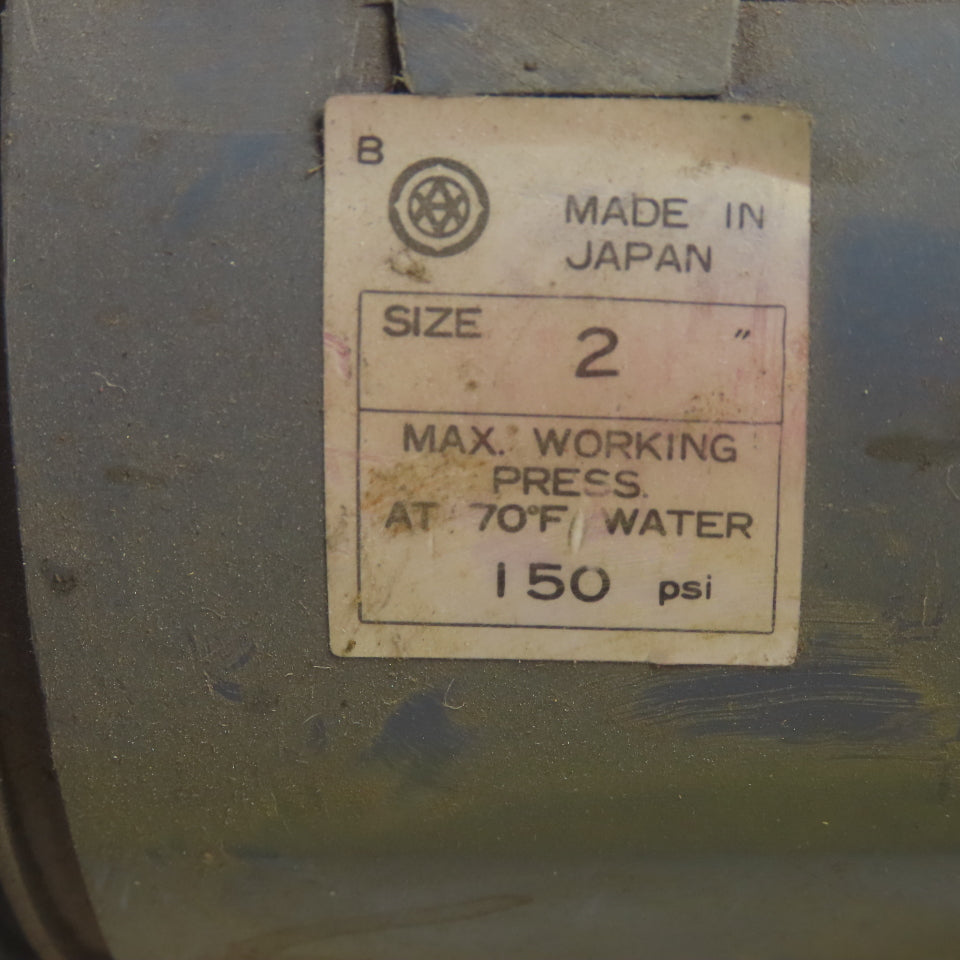 B
MADE IN
JAPAN
SIZE 2 "
MAX. WORKING
PRESS.
AT 70°F, WATER
150 psi